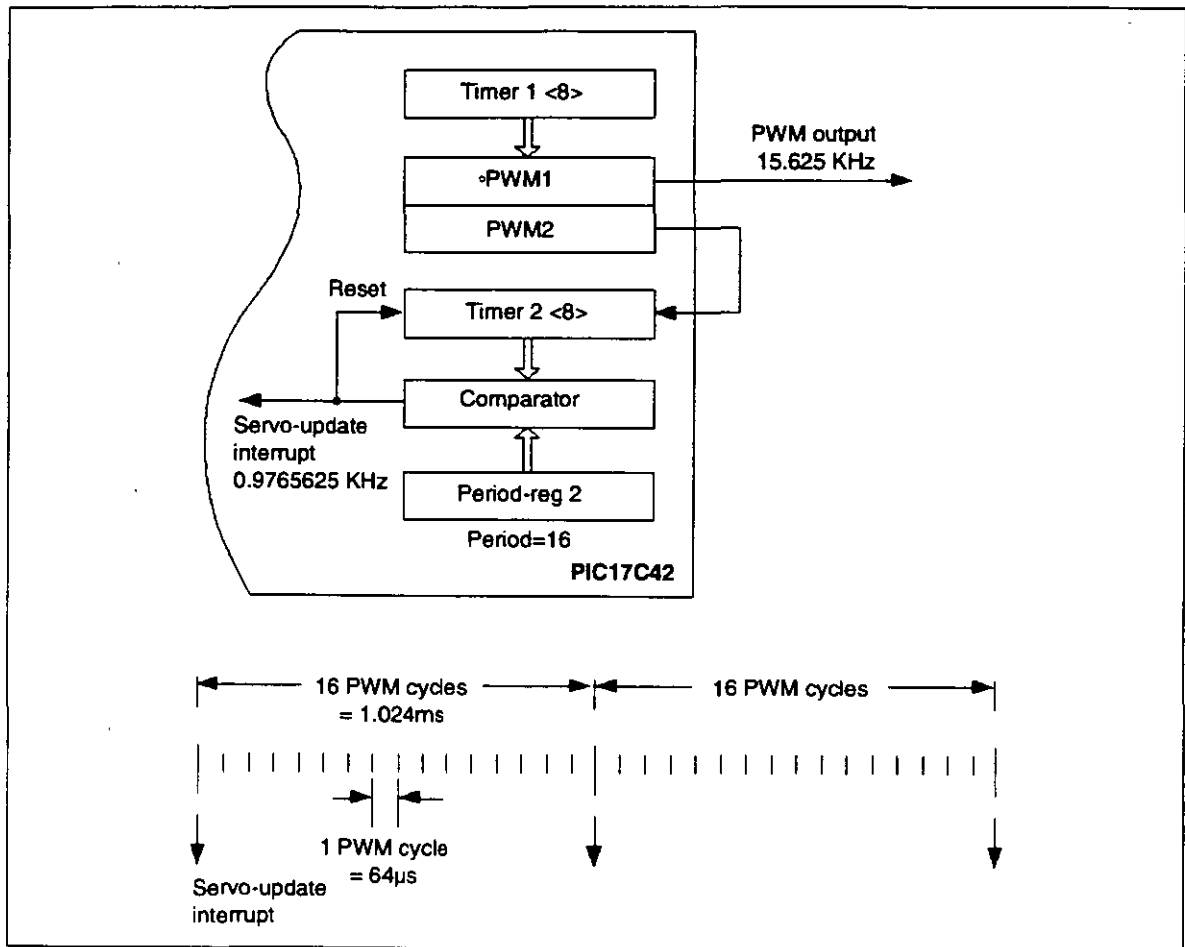 Timer 1 <8>
PWM output
15.625 KHz
PWM1
PWM2
Reset
Timer 2 <8>
Comparator
Servo-update
interrupt
0.9765625 KHz
Period-reg 2
Period=16
PIC17C42
16 PWM cycles
= 1.024ms
16 PWM cycles
1 PWM cycle
= 64µs
Servo-update
interrupt